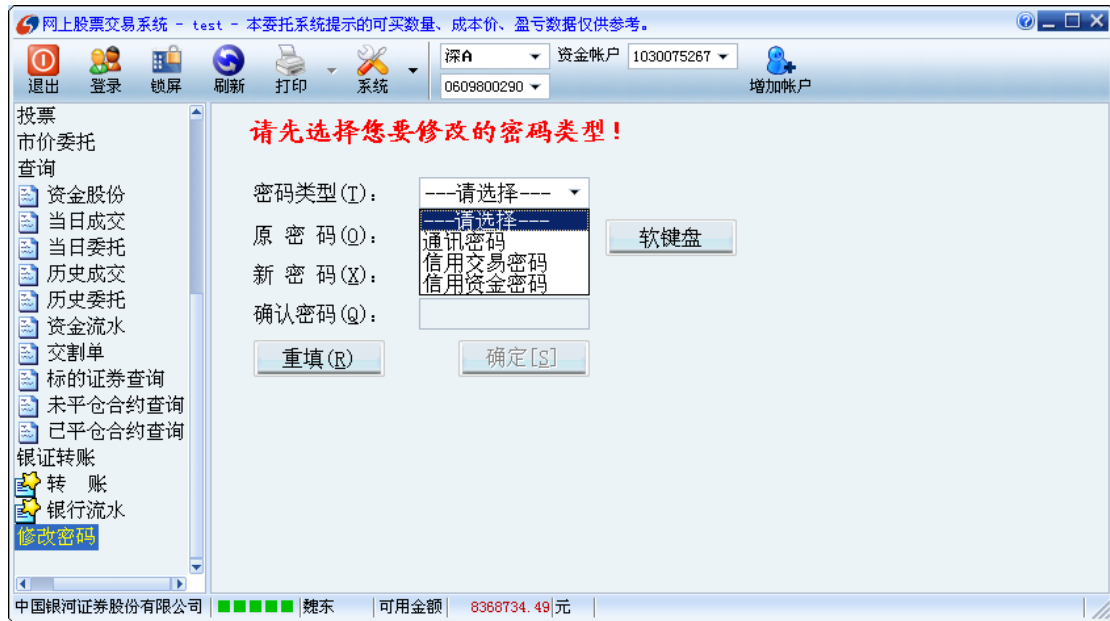 网上股票交易系统 - test - 本委托系统提示的可买数量、成本价、盈亏数据仅供参考。
退出 登录 锁屏 刷新 打印 系统 深A 资金帐户 1030075267 增加帐户
0609800290
投票
市价委托
查询
资金股份
当日成交
当日委托
历史成交
历史委托
资金流水
交割单
标的证券查询
未平仓合约查询
已平仓合约查询
银证转账
转 账
银行流水
修改密码
请先选择您要修改的密码类型！
密码类型(T)： ---请选择---
---请选择---
通讯密码
信用交易密码
信用资金密码
原 密 码(O)： 软键盘
新 密 码(X)：
确认密码(Q)：
重填(R) 确定[S]
中国银河证券股份有限公司 魏东 可用金额 8368734.49 元